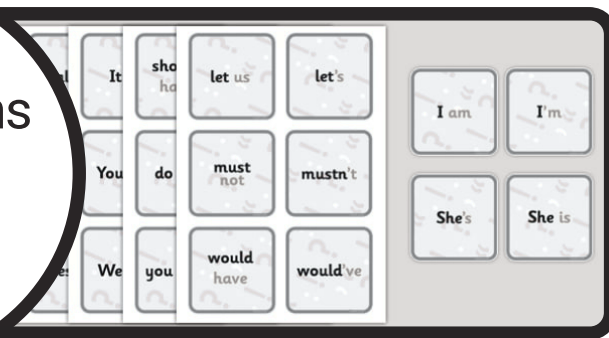 let us
let's
must
not
mustn't
would
have
would've
It
You
We
do
you
I am
I'm
She's
She is